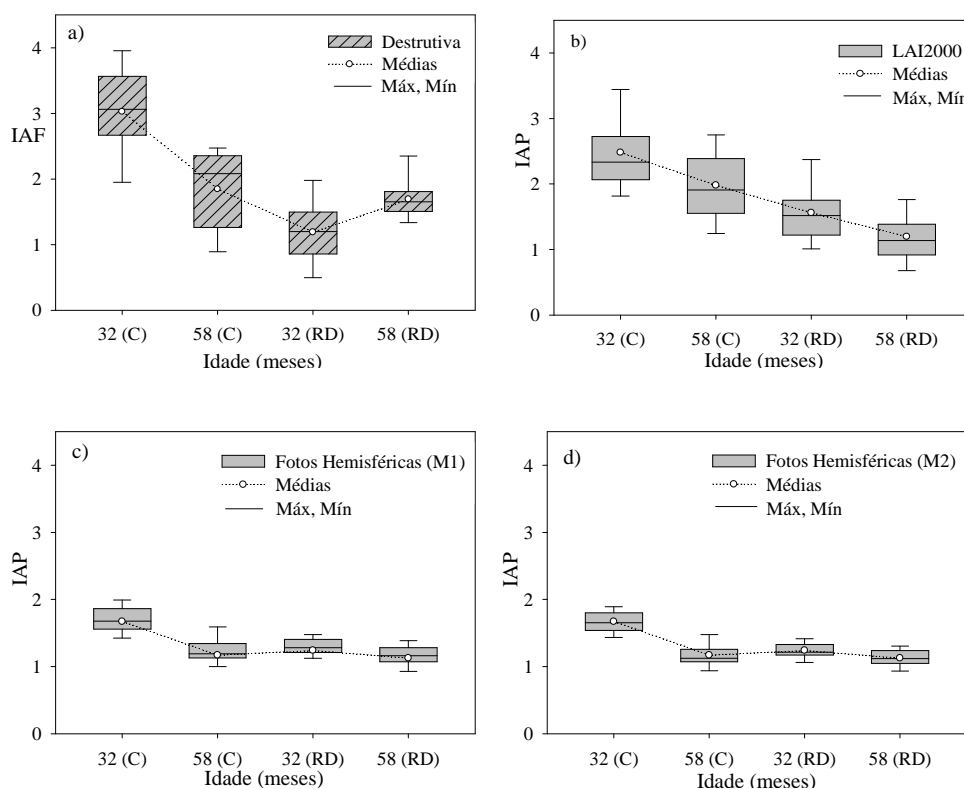 a)
Destrutiva
Médias
Máx, Mín
IAF
4
3
2
1
0
32 (C) 58 (C) 32 (RD) 58 (RD)
Idade (meses)
b)
LAI2000
Médias
Máx, Mín
IAP
4
3
2
1
0
32 (C) 58 (C) 32 (RD) 58 (RD)
Idade (meses)
c)
Fotos Hemisféricas (M1)
Médias
Máx, Mín
IAP
4
3
2
1
0
32 (C) 58 (C) 32 (RD) 58 (RD)
Idade (meses)
d)
Fotos Hemisféricas (M2)
Médias
Máx, Mín
IAP
4
3
2
1
0
32 (C) 58 (C) 32 (RD) 58 (RD)
Idade (meses)